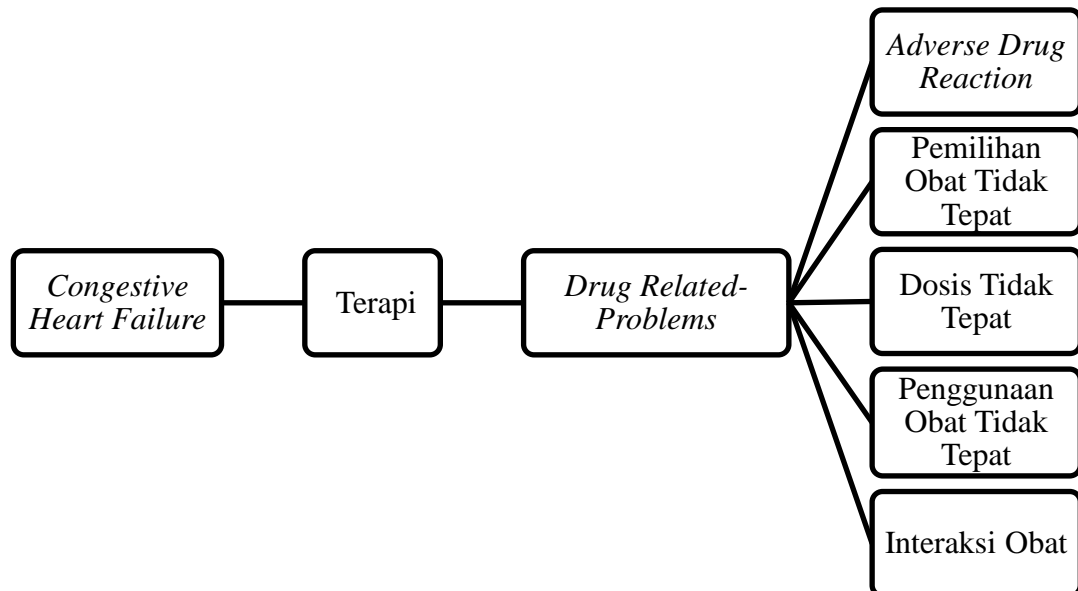 Congestive
Heart Failure
Terapi
Drug Related-
Problems
Adverse Drug
Reaction
Pemilihan
Obat Tidak
Tepat
Dosis Tidak
Tepat
Penggunaan
Obat Tidak
Tepat
Interaksi Obat